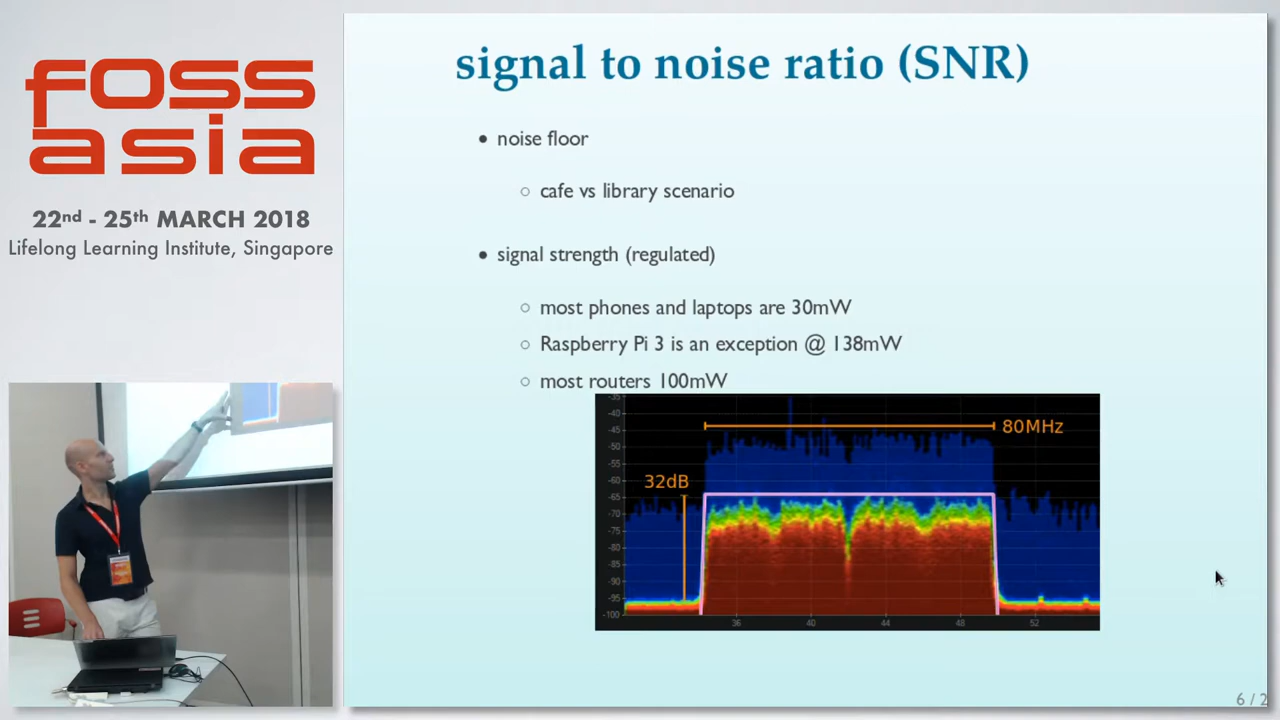 foss
asia
22nd - 25th MARCH 2018
Lifelong Learning Institute, Singapore
signal to noise ratio (SNR)
• noise floor
○ cafe vs library scenario
• signal strength (regulated)
○ most phones and laptops are 30mW
○ Raspberry Pi 3 is an exception @ 138mW
○ most routers 100mW
80MHz
32dB
-35
-40
-45
-50
-55
-60
-65
-70
-75
-80
-85
-90
-95
-100
36 40 44 48 52
6 / 2